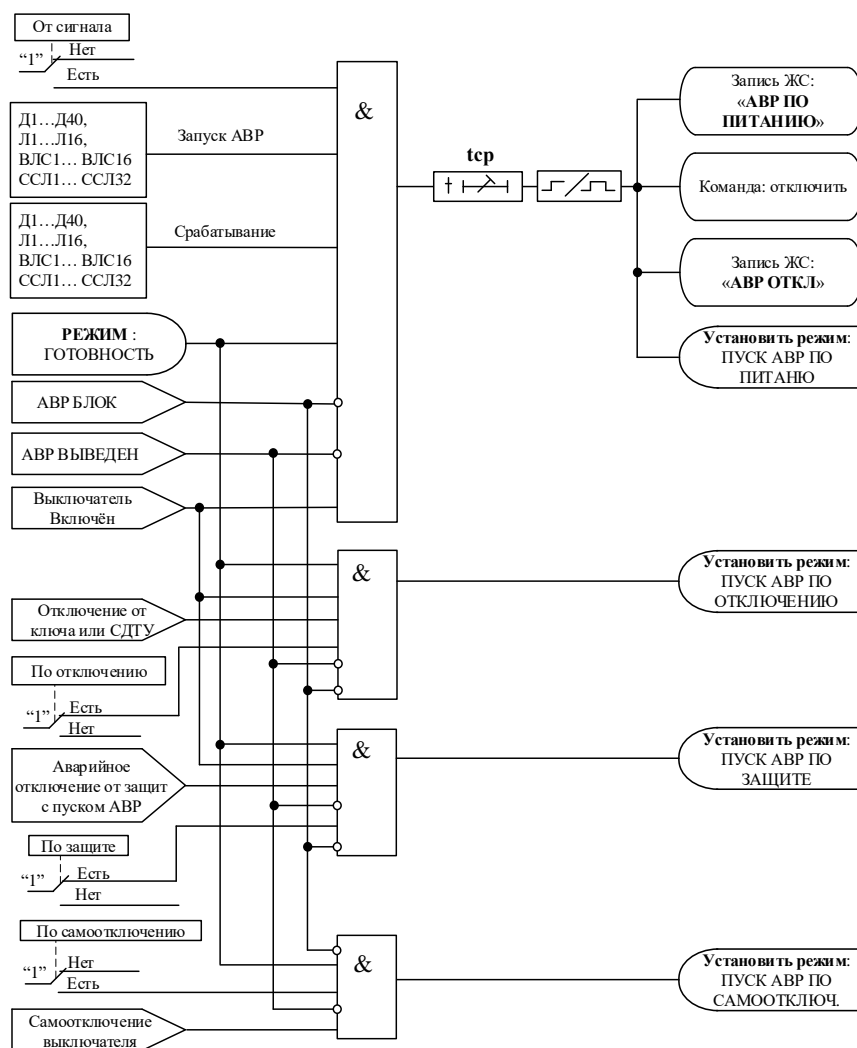 От сигнала
“1”
Нет
Есть
Д1…Д40,
Л1…Л16,
ВЛС1… ВЛС16
ССЛ1… ССЛ32
Запуск АВР
Д1…Д40,
Л1…Л16,
ВЛС1… ВЛС16
ССЛ1… ССЛ32
Срабатывание
РЕЖИМ :
ГОТОВНОСТЬ
АВР БЛОК
АВР ВЫВЕДЕН
Выключатель
Включён
&
tср
Запись ЖС:
«АВР ПО
ПИТАНИЮ»
Команда: отключить
Запись ЖС:
«АВР ОТКЛ»
Установить режим:
ПУСК АВР ПО
ПИТАНЮ
Отключение от
ключа или СДТУ
По отключению
“1”
Есть
Нет
&
Установить режим:
ПУСК АВР ПО
ОТКЛЮЧЕНИЮ
Аварийное
отключение от защит
с пуском АВР
По защите
“1”
Есть
Нет
&
Установить режим:
ПУСК АВР ПО
ЗАЩИТЕ
По самоотключению
“1”
Нет
Есть
Самоотключение
выключателя
&
Установить режим:
ПУСК АВР ПО
САМООТКЛЮЧ.